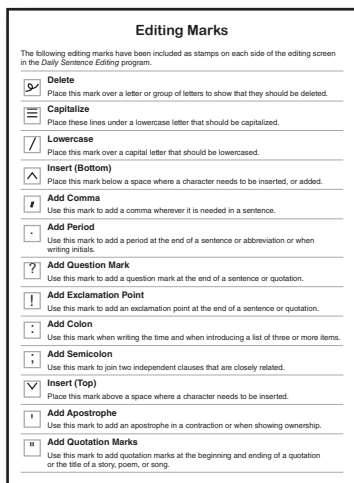 Editing Marks
The following editing marks have been included as stamps on each side of the editing screen
in the Daily Sentence Editing program.
Delete
Place this mark over a letter or group of letters to show that they should be deleted.
Capitalize
Place these lines under a lowercase letter that should be capitalized.
/ Lowercase
Place this mark over a capital letter that should be lowercased.
Insert (Bottom)
Place this mark below a space where a character needs to be inserted, or added.
, Add Comma
Use this mark to add a comma wherever it is needed in a sentence.
. Add Period
Use this mark to add a period at the end of a sentence or abbreviation or when
writing initials.
? Add Question Mark
Use this mark to add a question mark at the end of a sentence or quotation.
! Add Exclamation Point
Use this mark to add an exclamation point at the end of a sentence or quotation.
: Add Colon
Use this mark when writing the time and when introducing a list of three or more items.
; Add Semicolon
Use this mark to join two independent clauses that are closely related.
Insert (Top)
Place this mark above a space where a character needs to be inserted.
' Add Apostrophe
Use this mark to add an apostrophe in a contraction or when showing ownership.
" Add Quotation Marks
Use this mark to add quotation marks at the beginning and ending of a quotation
or the title of a story, poem, or song.